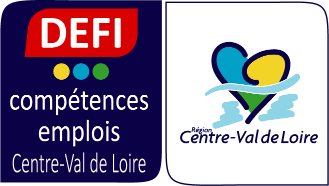 DEFI
compétences
emplois
Centre-Val de Loire
Région
Centre-Val de Loire